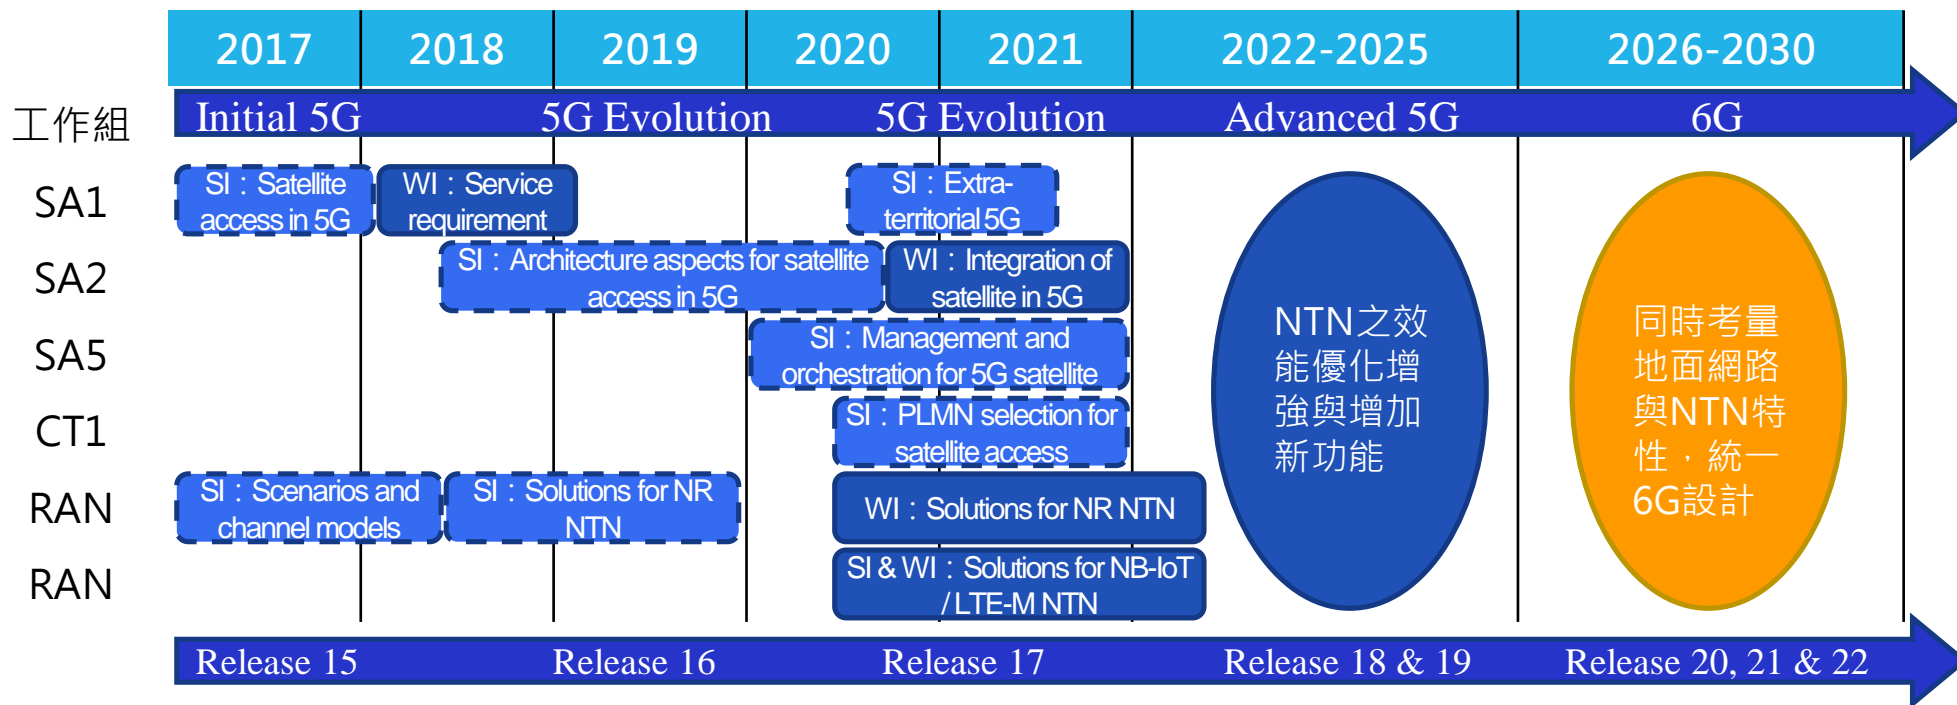 2017 2018 2019 2020 2021 2022-2025 2026-2030
工作組
Initial 5G 5G Evolution 5G Evolution Advanced 5G 6G
SA1
SI：Satellite
access in 5G
WI：Service
requirement
SI：Extra-
territorial 5G
SA2
SI：Architecture aspects for satellite
access in 5G
WI：Integration of
satellite in 5G
SA5
SI：Management and
orchestration for 5G satellite
CT1
SI：PLMN selection for
satellite access
RAN
SI：Scenarios and
channel models
SI：Solutions for NR
NTN
WI：Solutions for NR NTN
RAN
SI & WI：Solutions for NB-IoT
/ LTE-M NTN
NTN之效
能優化增
強與增加
新功能
同時考量
地面網路
與NTN特
性，統一
6G設計
Release 15 Release 16 Release 17 Release 18 & 19 Release 20, 21 & 22